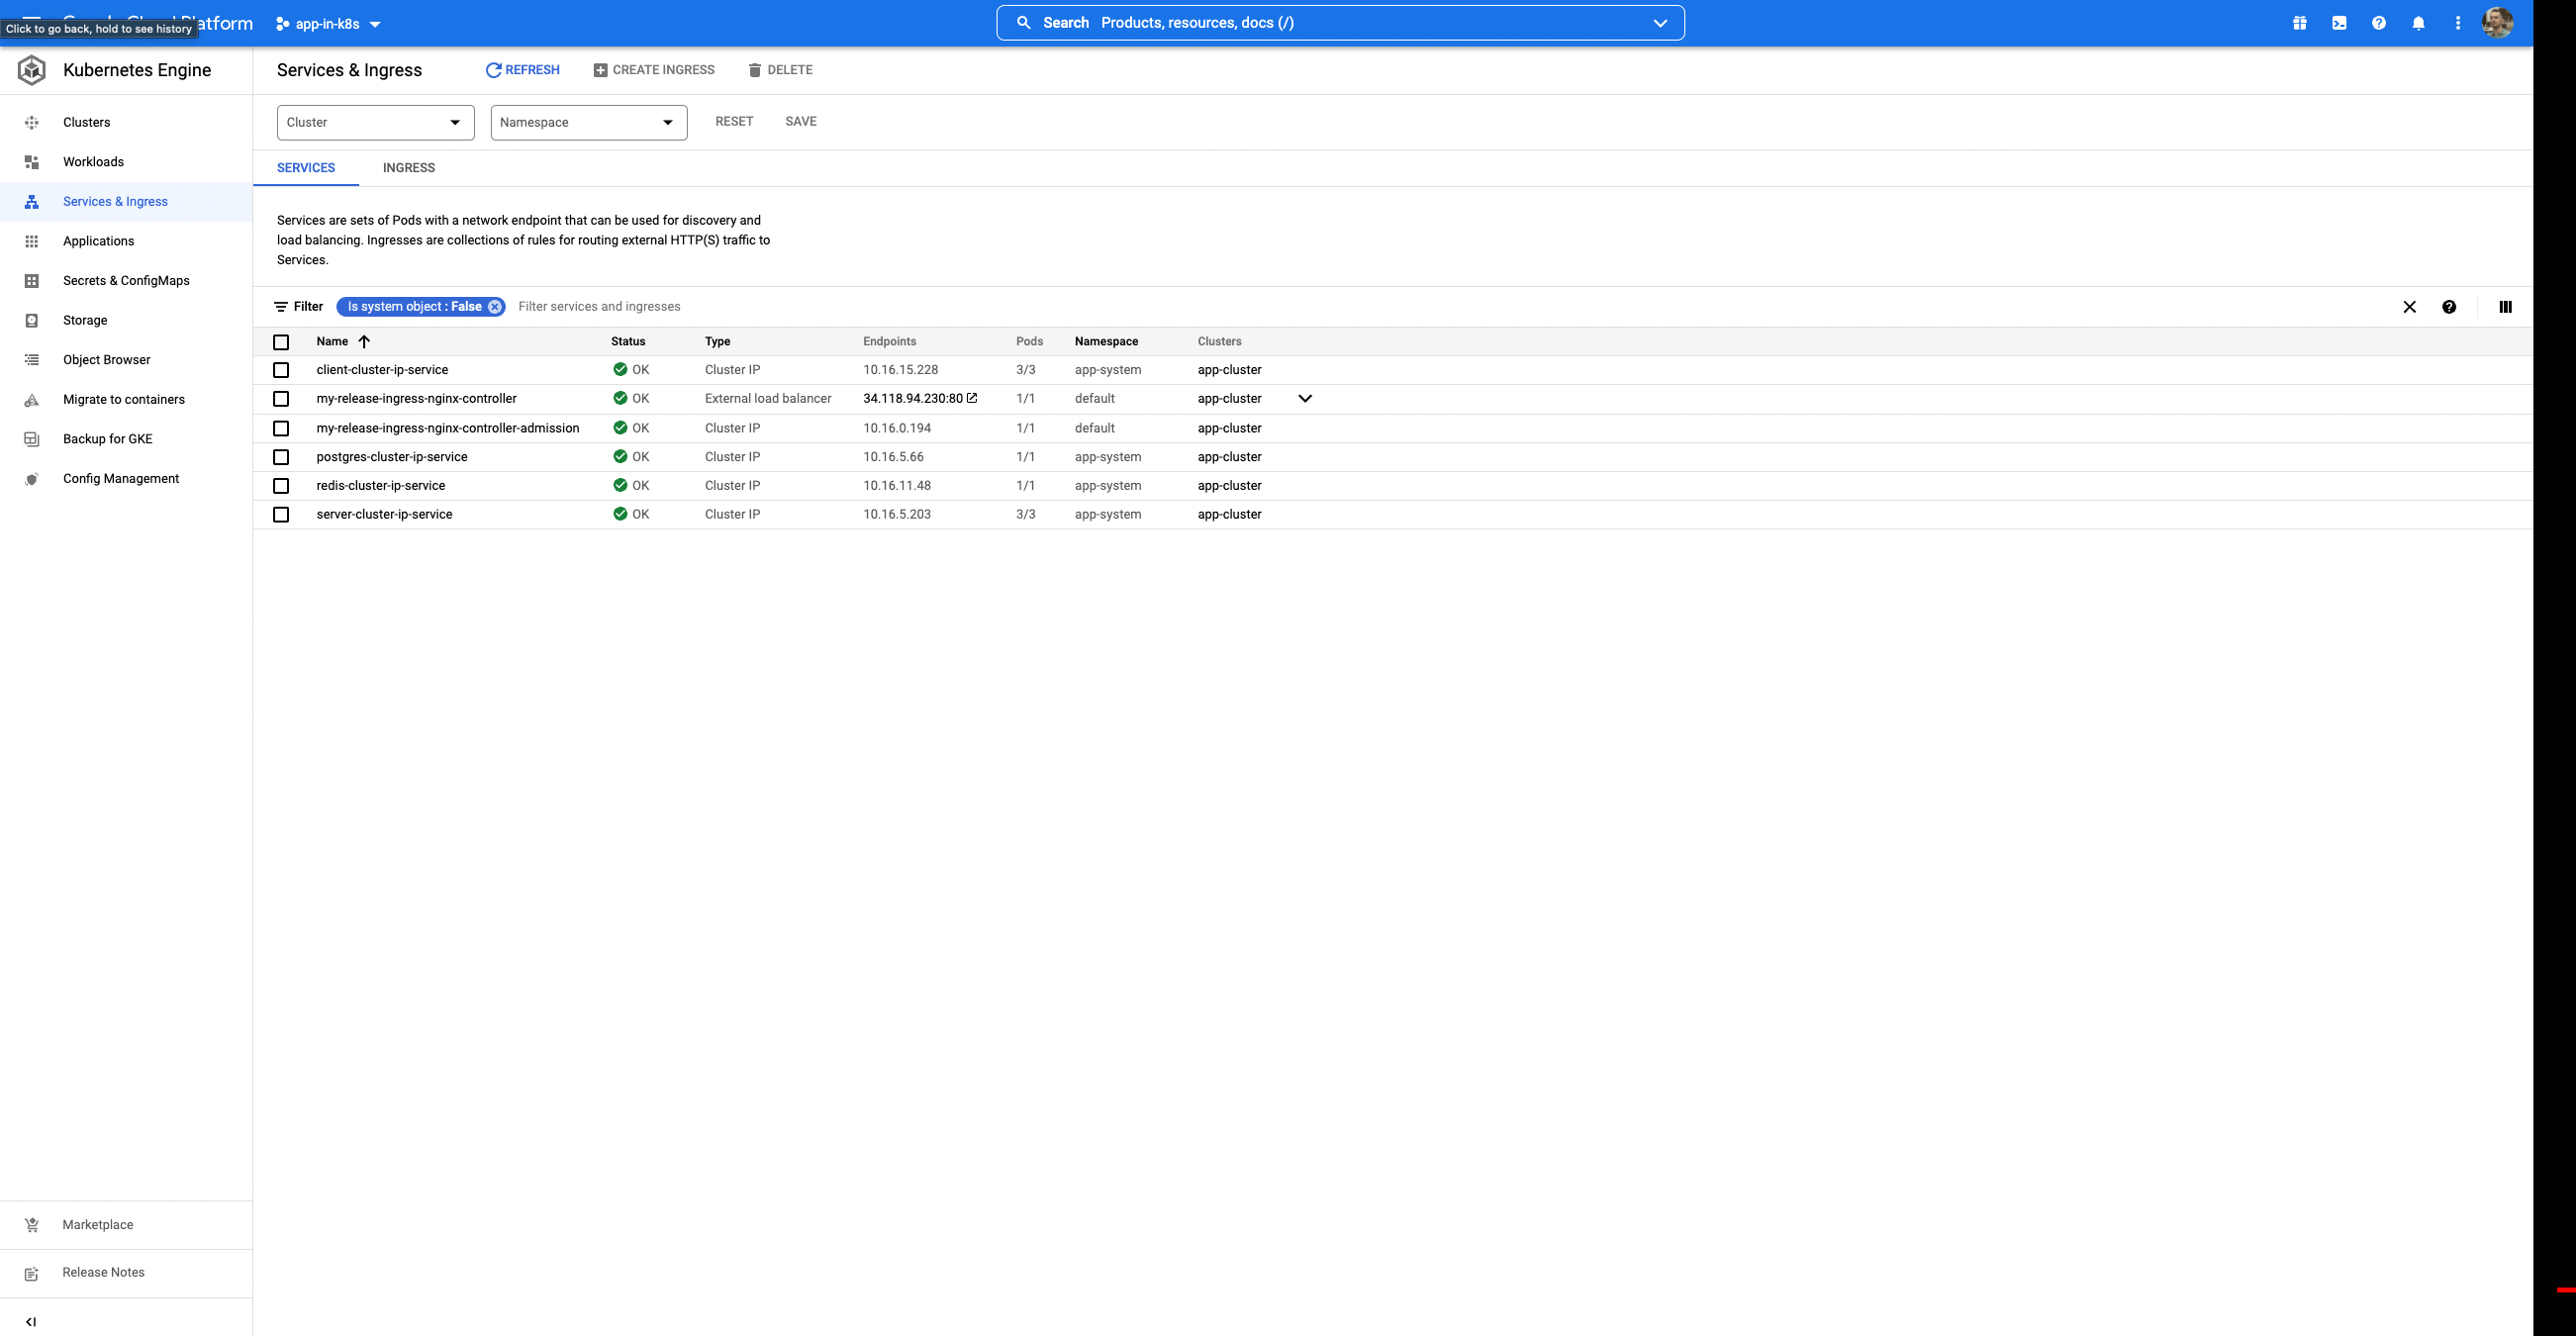 Click to go back, hold to see history
Platform
app-in-k8s
Search Products, resources, docs (/)
Kubernetes Engine
Services & Ingress
REFRESH
CREATE INGRESS
DELETE
Clusters
Workloads
Services & Ingress
Applications
Secrets & ConfigMaps
Storage
Object Browser
Migrate to containers
Backup for GKE
Config Management
Marketplace
Release Notes
Cluster
Namespace
RESET
SAVE
SERVICES
INGRESS
Services are sets of Pods with a network endpoint that can be used for discovery and
load balancing. Ingresses are collections of rules for routing external HTTP(S) traffic to
Services.
Filter Is system object : False Filter services and ingresses
Name Status Type Endpoints Pods Namespace Clusters
client-cluster-ip-service OK Cluster IP 10.16.15.228 3/3 app-system app-cluster
my-release-ingress-nginx-controller OK External load balancer 34.118.94.230:80 1/1 default app-cluster
my-release-ingress-nginx-controller-admission OK Cluster IP 10.16.0.194 1/1 default app-cluster
postgres-cluster-ip-service OK Cluster IP 10.16.5.66 1/1 app-system app-cluster
redis-cluster-ip-service OK Cluster IP 10.16.11.48 1/1 app-system app-cluster
server-cluster-ip-service OK Cluster IP 10.16.5.203 3/3 app-system app-cluster